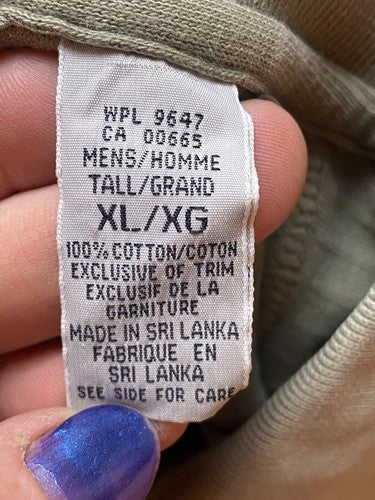 WPL 9647
CA 00665
MENS/HOMME
TALL/GRAND
XL/XG
100% COTTON/COTON
EXCLUSIVE OF TRIM
EXCLUSIF DE LA
GARNITURE
MADE IN SRI LANKA
FABRIQUE EN
SRI LANKA
SEE SIDE FOR CARE